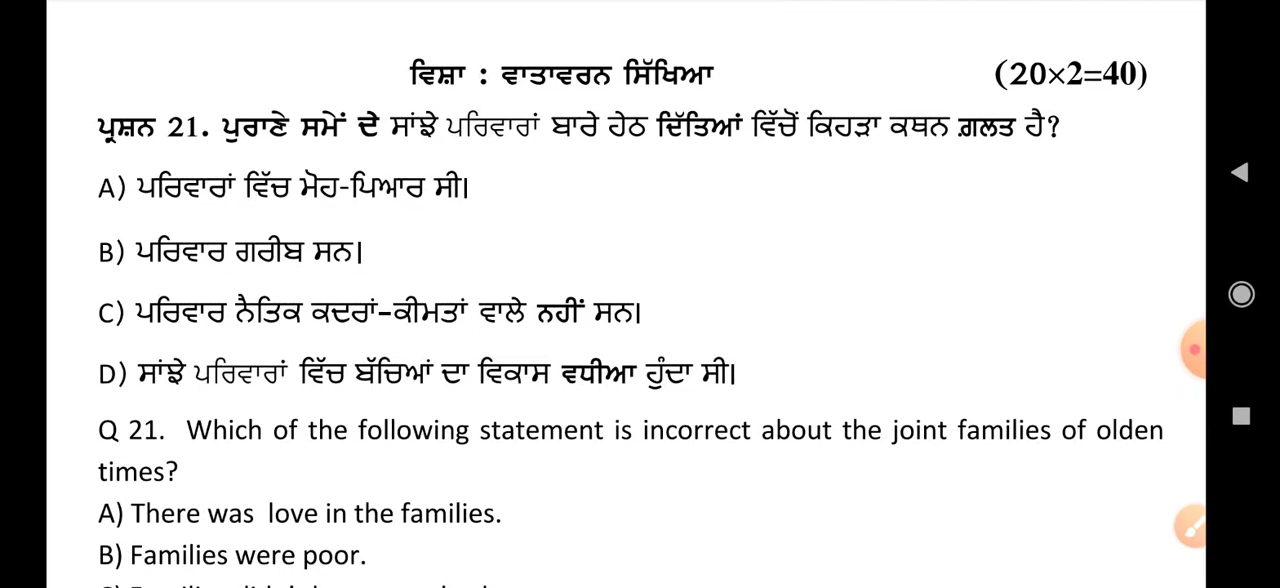 ਵਿਸ਼ਾ : ਵਾਤਾਵਰਨ ਸਿੱਖਿਆ (20×2=40)
ਪ੍ਰਸ਼ਨ 21. ਪੁਰਾਣੇ ਸਮੇਂ ਦੇ ਸਾਂਝੇ ਪਰਿਵਾਰਾਂ ਬਾਰੇ ਹੇਠ ਦਿੱਤਿਆਂ ਵਿੱਚੋਂ ਕਿਹੜਾ ਕਥਨ ਗ਼ਲਤ ਹੈ?
A) ਪਰਿਵਾਰਾਂ ਵਿੱਚ ਮੋਹ-ਪਿਆਰ ਸੀ।
B) ਪਰਿਵਾਰ ਗਰੀਬ ਸਨ।
C) ਪਰਿਵਾਰ ਨੈਤਿਕ ਕਦਰਾਂ-ਕੀਮਤਾਂ ਵਾਲੇ ਨਹੀਂ ਸਨ।
D) ਸਾਂਝੇ ਪਰਿਵਾਰਾਂ ਵਿੱਚ ਬੱਚਿਆਂ ਦਾ ਵਿਕਾਸ ਵਧੀਆ ਹੁੰਦਾ ਸੀ।
Q 21. Which of the following statement is incorrect about the joint families of olden
times?
A) There was love in the families.
B) Families were poor.